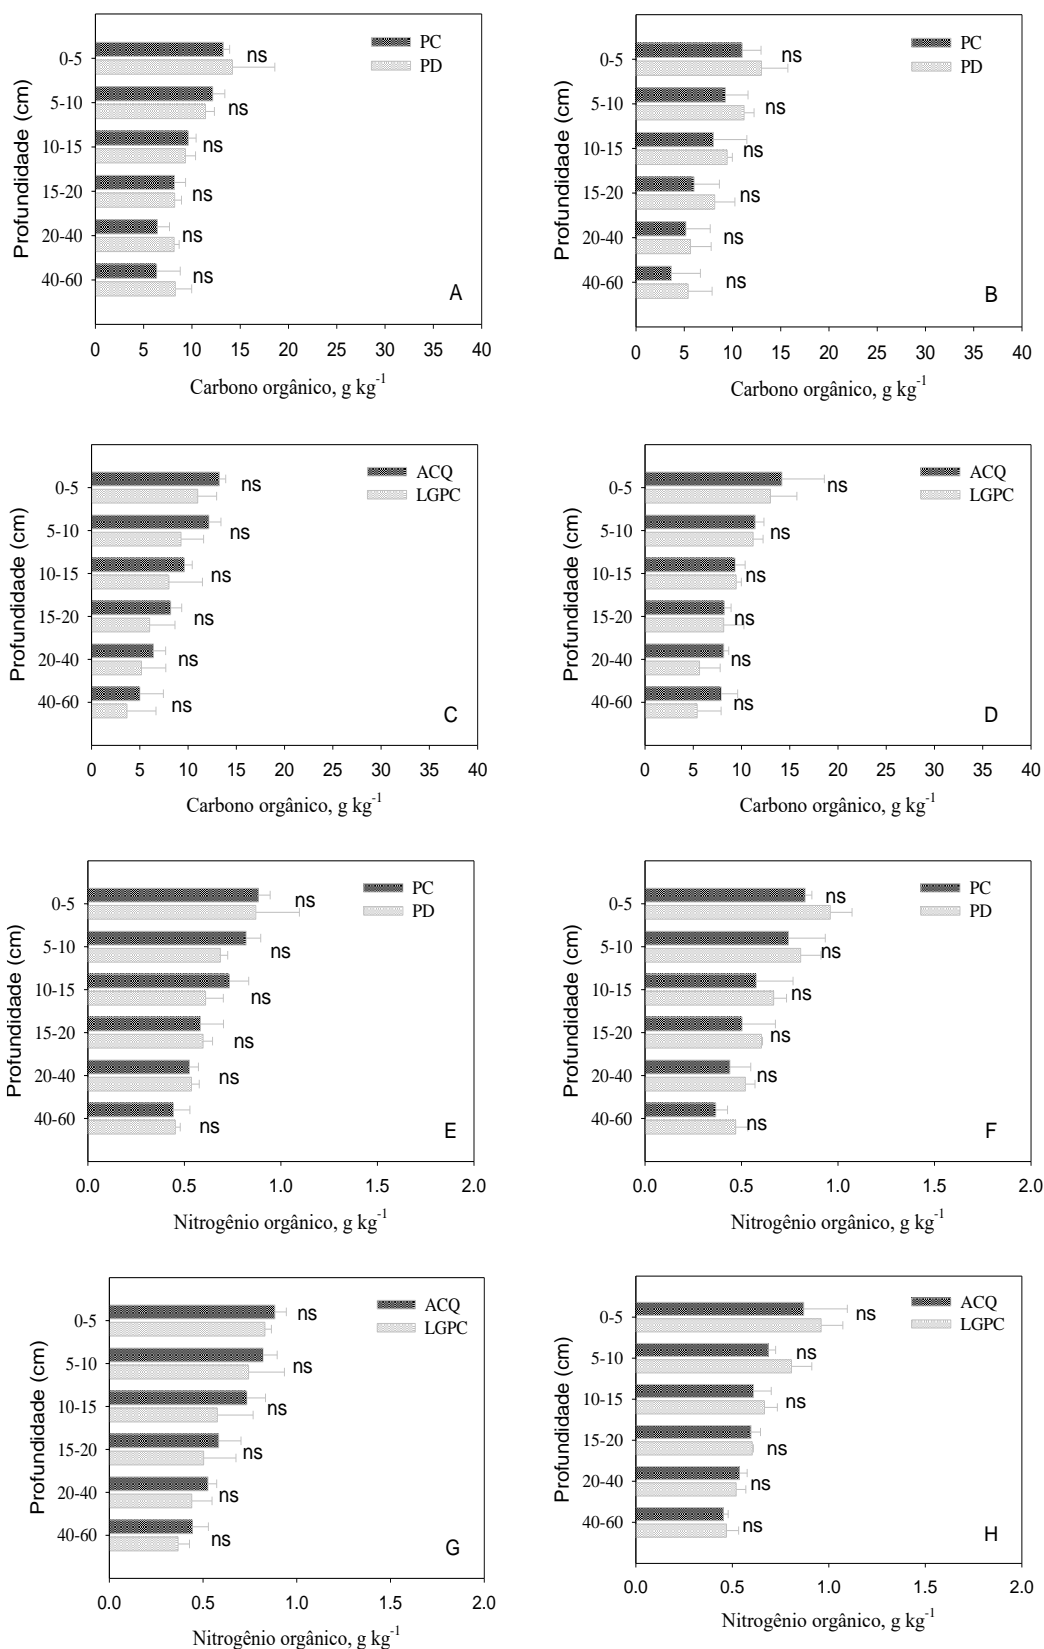 PC
PD
0-5
5-10
10-15
15-20
20-40
40-60
ns
ns
ns
ns
ns
ns
A
Profundidade (cm)
0 5 10 15 20 25 30 35 40
Carbono orgânico, g kg-1
PC
PD
0-5
5-10
10-15
15-20
20-40
40-60
ns
ns
ns
ns
ns
ns
B
Profundidade (cm)
0 5 10 15 20 25 30 35 40
Carbono orgânico, g kg-1
ACQ
LGPC
0-5
5-10
10-15
15-20
20-40
40-60
ns
ns
ns
ns
ns
ns
C
Profundidade (cm)
0 5 10 15 20 25 30 35 40
Carbono orgânico, g kg-1
ACQ
LGPC
0-5
5-10
10-15
15-20
20-40
40-60
ns
ns
ns
ns
ns
ns
D
Profundidade (cm)
0 5 10 15 20 25 30 35 40
Carbono orgânico, g kg-1
PC
PD
0-5
5-10
10-15
15-20
20-40
40-60
ns
ns
ns
ns
ns
ns
E
Profundidade (cm)
0.0 0.5 1.0 1.5 2.0
Nitrogênio orgânico, g kg-1
PC
PD
0-5
5-10
10-15
15-20
20-40
40-60
ns
ns
ns
ns
ns
ns
F
Profundidade (cm)
0.0 0.5 1.0 1.5 2.0
Nitrogênio orgânico, g kg-1
ACQ
LGPC
0-5
5-10
10-15
15-20
20-40
40-60
ns
ns
ns
ns
ns
ns
G
Profundidade (cm)
0.0 0.5 1.0 1.5 2.0
Nitrogênio orgânico, g kg-1
ACQ
LGPC
0-5
5-10
10-15
15-20
20-40
40-60
ns
ns
ns
ns
ns
ns
H
Profundidade (cm)
0.0 0.5 1.0 1.5 2.0
Nitrogênio orgânico, g kg-1